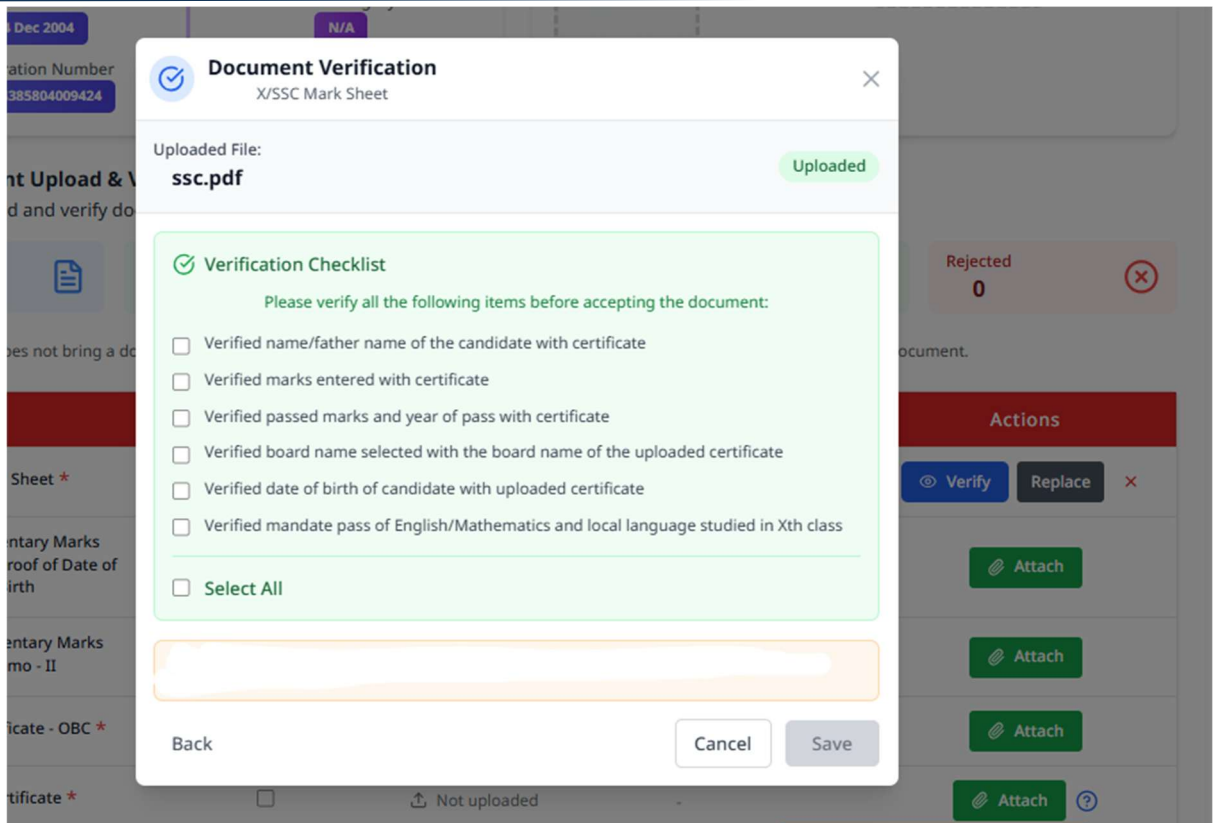 Dec 2004
N/A
ration Number
385804009424
Document Verification
X/SSC Mark Sheet
Uploaded File:
ssc.pdf
Uploaded
nt Upload & V
d and verify do
Verification Checklist
Please verify all the following items before accepting the document:
Rejected
0
Verified name/father name of the candidate with certificate
oes not bring a do
ocument.
Verified marks entered with certificate
Verified passed marks and year of pass with certificate
Actions
Verified board name selected with the board name of the uploaded certificate
Verified date of birth of candidate with uploaded certificate
Sheet *
Verify
Replace
Verified mandate pass of English/Mathematics and local language studied in Xth class
entary Marks
roof of Date of
irth
Attach
Select All
entary Marks
mo - II
Attach
ficate - OBC *
Attach
Back
Cancel
Save
rtificate *
Not uploaded
-
Attach